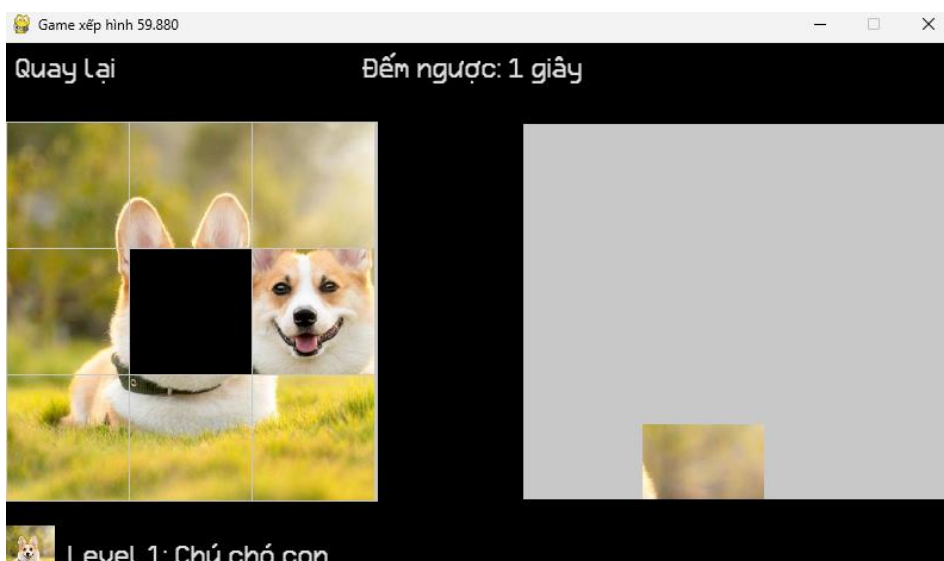 Game xếp hình 59.880
Quay lại
Đếm ngược: 1 giây
Level 1: Chú chó con